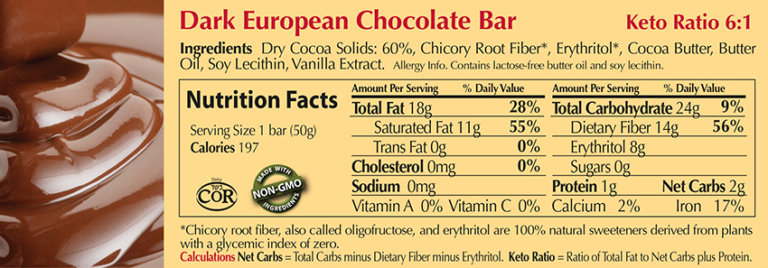 Dark European Chocolate Bar Keto Ratio 6:1
Ingredients Dry Cocoa Solids: 60%, Chicory Root Fiber*, Erythritol*, Cocoa Butter, Butter
Oil, Soy Lecithin, Vanilla Extract. Allergy Info. Contains lactose-free butter oil and soy lecithin.
Nutrition Facts
Serving Size 1 bar (50g)
Calories 197
Dairy
כשר
COR
MADE WITH
NON-GMO
INGREDIENTS
Amount Per Serving % Daily Value
Total Fat 18g 28%
Saturated Fat 11g 55%
Trans Fat 0g 0%
Cholesterol 0mg 0%
Sodium 0mg
Vitamin A 0% Vitamin C 0%
Amount Per Serving % Daily Value
Total Carbohydrate 24g 9%
Dietary Fiber 14g 56%
Erythritol 8g
Sugars 0g
Protein 1g Net Carbs 2g
Calcium 2% Iron 17%
*Chicory root fiber, also called oligofructose, and erythritol are 100% natural sweeteners derived from plants
with a glycemic index of zero.
Calculations Net Carbs = Total Carbs minus Dietary Fiber minus Erythritol. Keto Ratio = Ratio of Total Fat to Net Carbs plus Protein.